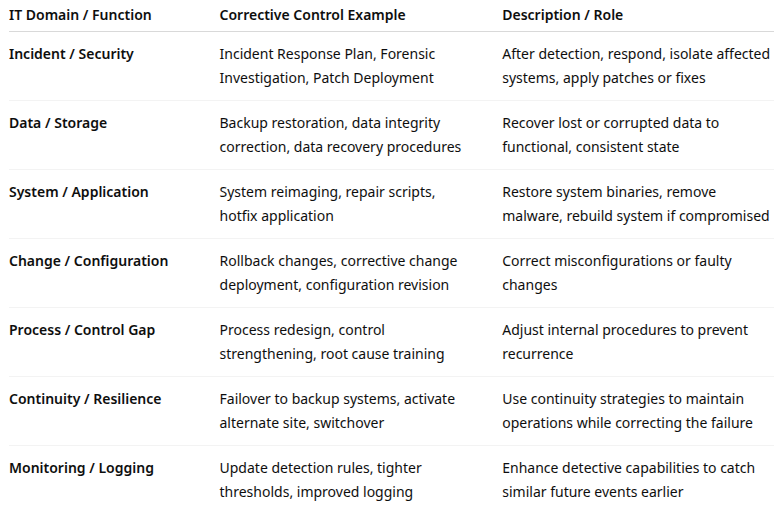 IT Domain / Function Corrective Control Example Description / Role
Incident / Security Incident Response Plan, Forensic After detection, respond, isolate affected
Investigation, Patch Deployment systems, apply patches or fixes
Data / Storage Backup restoration, data integrity Recover lost or corrupted data to
correction, data recovery procedures functional, consistent state
System / Application System reimaging, repair scripts, Restore system binaries, remove
hotfix application malware, rebuild system if compromised
Change / Configuration Rollback changes, corrective change Correct misconfigurations or faulty
deployment, configuration revision changes
Process / Control Gap Process redesign, control Adjust internal procedures to prevent
strengthening, root cause training recurrence
Continuity / Resilience Failover to backup systems, activate Use continuity strategies to maintain
alternate site, switchover operations while correcting the failure
Monitoring / Logging Update detection rules, tighter Enhance detective capabilities to catch
thresholds, improved logging similar future events earlier